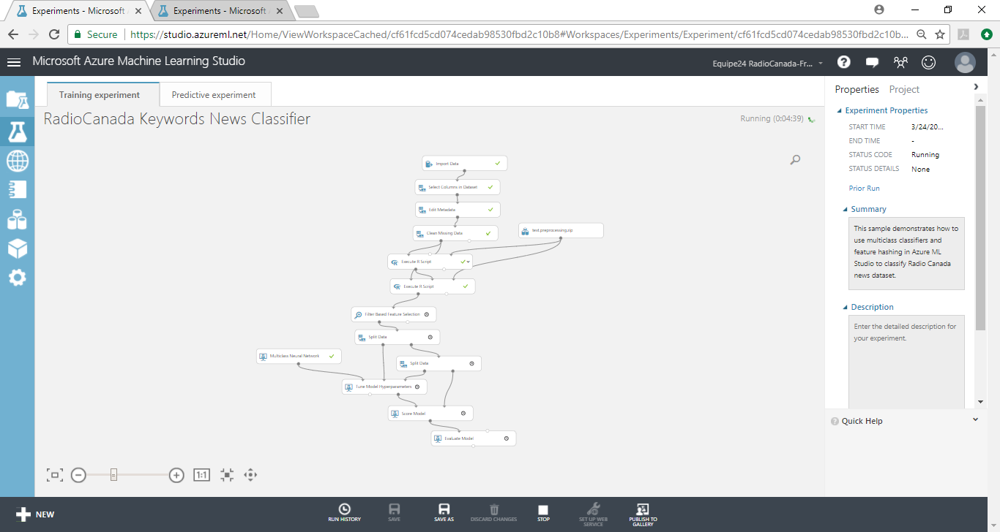 Experiments - Microsoft
Experiments - Microsoft
Secure
https://studio.azureml.net/Home/ViewWorkspaceCached/cf61fcd5cd074cedab98530fbd2c10b8#Workspaces/Experiments/Experiment/cf61fcd5cd074cedab98530fbd2c10b...
Microsoft Azure Machine Learning Studio
Equipe24 RadioCanada-Fr...
Training experiment
Predictive experiment
RadioCanada Keywords News Classifier
Running (0:04:39)
Import Data
Select Columns in Dataset
Edit Metadata
Clean Missing Data
text.preprocessing.zip
Execute R Script
Execute R Script
Filter Based Feature Selection
Split Data
Multiclass Neural Network
Split Data
Tune Model Hyperparameters
Score Model
Evaluate Model
1:1
Properties
Project
Experiment Properties
START TIME 3/24/20...
END TIME -
STATUS CODE Running
STATUS DETAILS None
Prior Run
Summary
This sample demonstrates how to
use multiclass classifiers and
feature hashing in Azure ML
Studio to classify Radio Canada
news dataset.
Description
Enter the detailed description for
your experiment.
Quick Help
NEW
RUN HISTORY
SAVE
SAVE AS
DISCARD CHANGES
STOP
SET UP WEB
SERVICE
PUBLISH TO
GALLERY